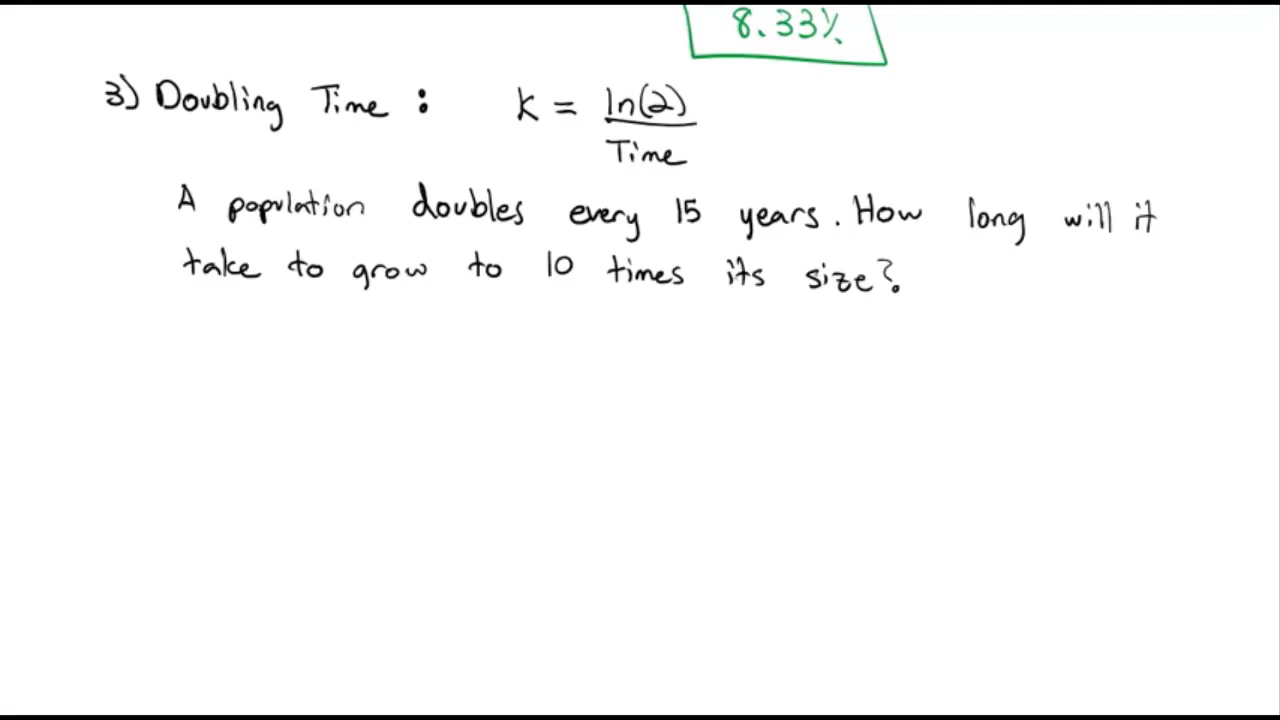 8.33%
3) Doubling Time : K = ln(2) / Time
A population doubles every 15 years. How long will it
take to grow to 10 times its size?